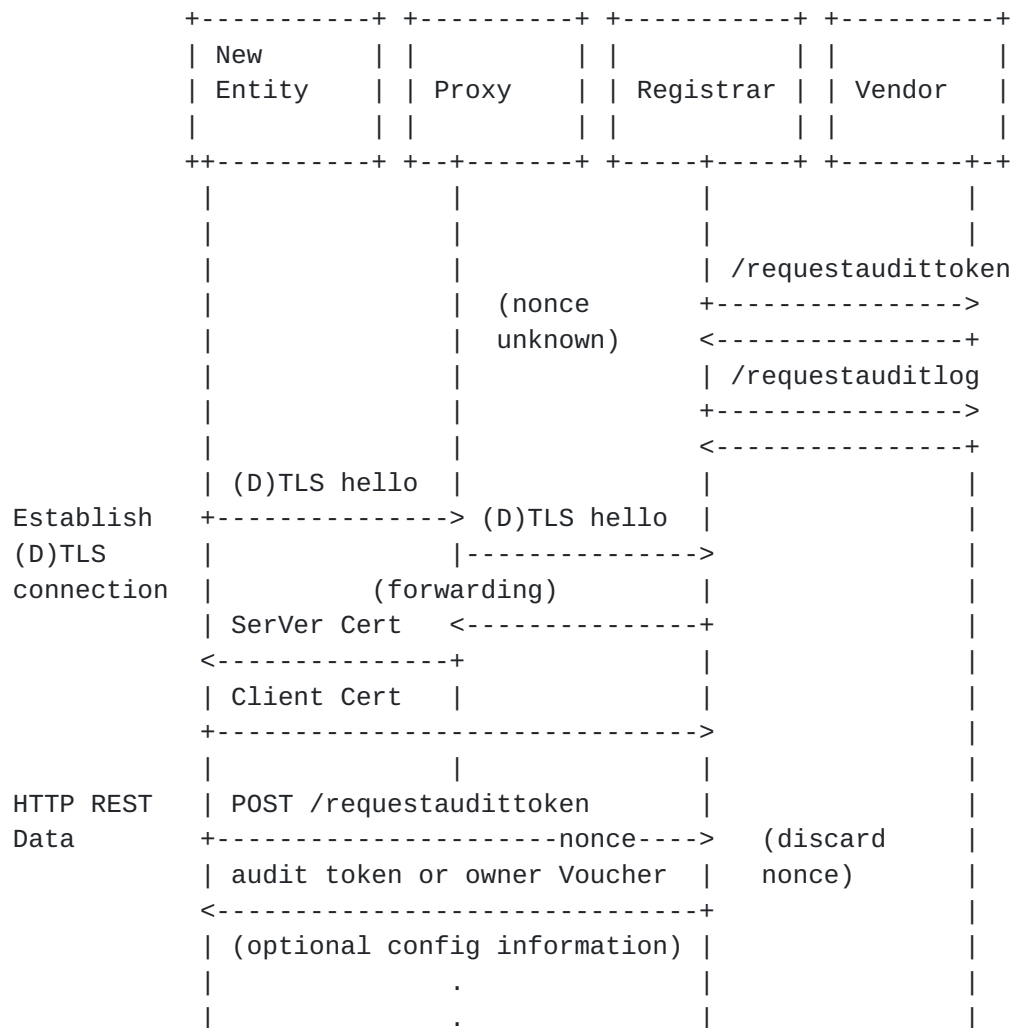 +-----------+ +----------+ +-----------+ +----------+
| New       | |          | |           | |          |
| Entity    | | Proxy    | | Registrar | | Vendor   |
|           | |          | |           | |          |
++----------+ +--+-------+ +-----+-----+ +--------+-+
|               |               |                |
|               |               |                |
|               |               | /requestaudittoken
|               |  (nonce       +---------------->
|               |  unknown)     <----------------+
|               |               | /requestauditlog
|               |               +---------------->
|               |               <----------------+
| (D)TLS hello  |               |                |
Establish   +---------------> (D)TLS hello  |                |
(D)TLS      |               |--------------->                |
connection  |          (forwarding)         |                |
| SerVer Cert   <---------------+                |
<---------------+               |                |
| Client Cert   |               |                |
+------------------------------->                |
|               |               |                |
HTTP REST   | POST /requestaudittoken       |                |
Data        +----------------------nonce---->   (discard     |
| audit token or owner Voucher  |   nonce)       |
<-------------------------------+                |
| (optional config information) |                |
|               .               |                |
|               .               |                |